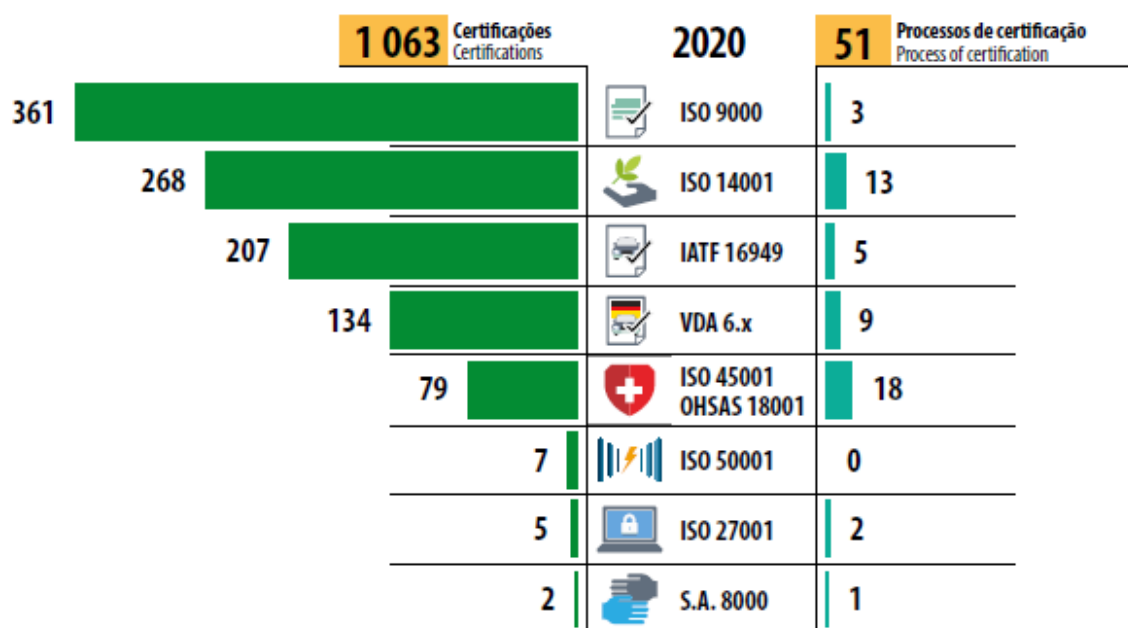 1 063 Certificações
Certifications
2020
51 Processos de certificação
Process of certification
361 ISO 9000 3
268 ISO 14001 13
207 IATF 16949 5
134 VDA 6.x 9
79 ISO 45001
OHSAS 18001 18
7 ISO 50001 0
5 ISO 27001 2
2 S.A. 8000 1